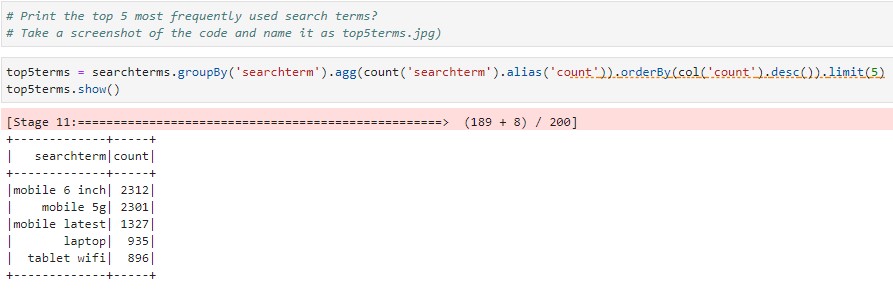 # Print the top 5 most frequently used search terms?
# Take a screenshot of the code and name it as top5terms.jpg)
top5terms = searchterms.groupBy('searchterm').agg(count('searchterm').alias('count')).orderBy(col('count').desc()).limit(5)
top5terms.show()
[Stage 11:===================================================> (189 + 8) / 200]
+-------------+-----+
|   searchterm|count|
+-------------+-----+
|mobile 6 inch| 2312|
|    mobile 5g| 2301|
|mobile latest| 1327|
|       laptop|  935|
|  tablet wifi|  896|
+-------------+-----+